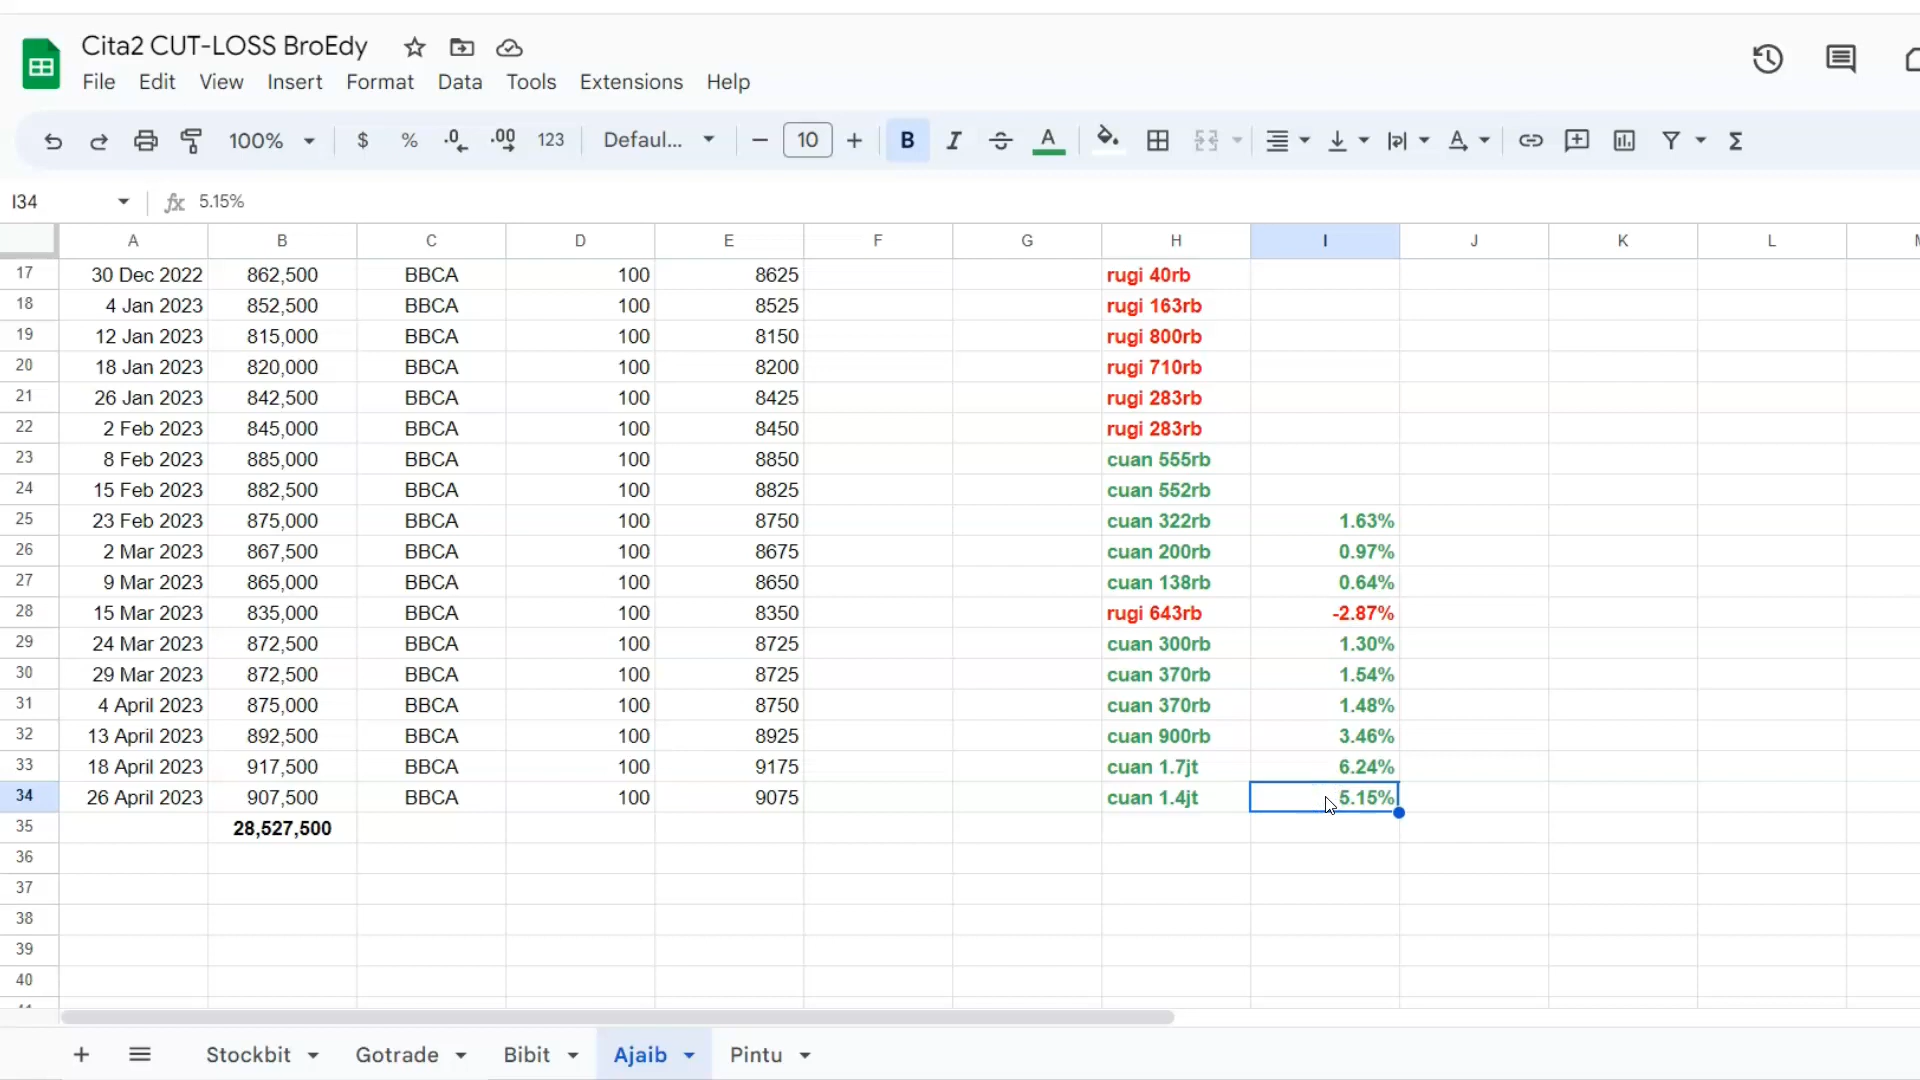 Cita2 CUT-LOSS BroEdy
File Edit View Insert Format Data Tools Extensions Help
100% $ % .0 .00 123 Defaul... 10 B I A A Σ
I34 fx 5.15%
A B C D E F G H I J K L
17 30 Dec 2022 862,500 BBCA 100 8625 rugi 40rb
18 4 Jan 2023 852,500 BBCA 100 8525 rugi 163rb
19 12 Jan 2023 815,000 BBCA 100 8150 rugi 800rb
20 18 Jan 2023 820,000 BBCA 100 8200 rugi 710rb
21 26 Jan 2023 842,500 BBCA 100 8425 rugi 283rb
22 2 Feb 2023 845,000 BBCA 100 8450 rugi 283rb
23 8 Feb 2023 885,000 BBCA 100 8850 cuan 555rb
24 15 Feb 2023 882,500 BBCA 100 8825 cuan 552rb
25 23 Feb 2023 875,000 BBCA 100 8750 cuan 322rb 1.63%
26 2 Mar 2023 867,500 BBCA 100 8675 cuan 200rb 0.97%
27 9 Mar 2023 865,000 BBCA 100 8650 cuan 138rb 0.64%
28 15 Mar 2023 835,000 BBCA 100 8350 rugi 643rb -2.87%
29 24 Mar 2023 872,500 BBCA 100 8725 cuan 300rb 1.30%
30 29 Mar 2023 872,500 BBCA 100 8725 cuan 370rb 1.54%
31 4 April 2023 875,000 BBCA 100 8750 cuan 370rb 1.48%
32 13 April 2023 892,500 BBCA 100 8925 cuan 900rb 3.46%
33 18 April 2023 917,500 BBCA 100 9175 cuan 1.7jt 6.24%
34 26 April 2023 907,500 BBCA 100 9075 cuan 1.4jt 5.15%
35 28,527,500
36
37
38
39
40
Stockbit Gotrade Bibit Ajaib Pintu